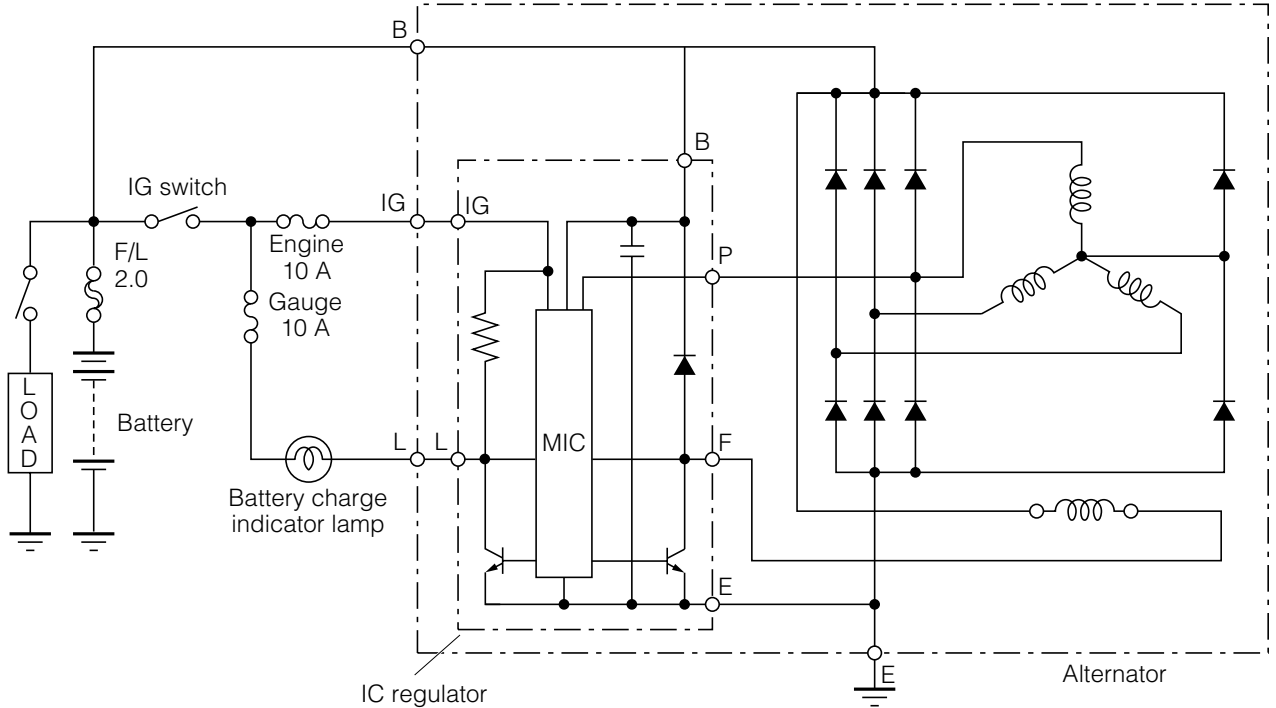 B
B
IG switch
IG
IG
F/L
2.0
Engine
10 A
P
Gauge
10 A
LOAD
Battery
MIC
L
L
F
Battery charge
indicator lamp
E
E
Alternator
IC regulator